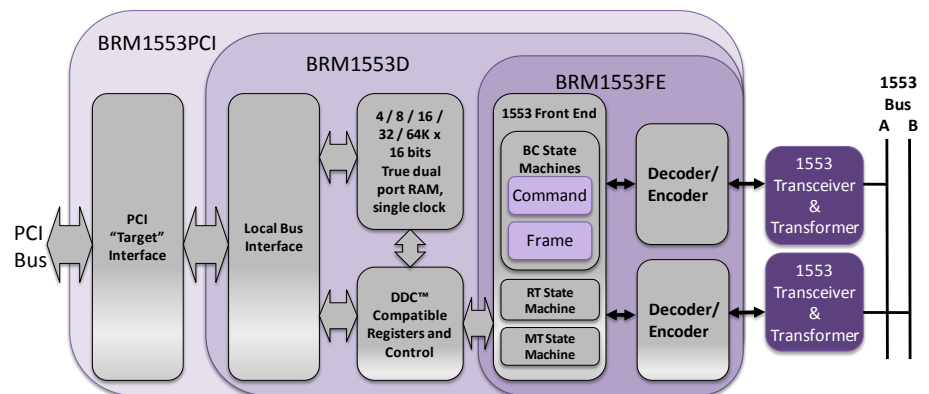 BRM1553PCI
BRM1553D
BRM1553FE
PCI
Bus
PCI
“Target”
Interface
Local Bus
Interface
4 / 8 / 16 /
32 / 64K x
16 bits
True dual
port RAM,
single clock
DDC™
Compatible
Registers and
Control
1553 Front End
BC State
Machines
Command
Frame
RT State
Machine
MT State
Machine
Decoder/
Encoder
Decoder/
Encoder
1553
Transceiver
&
Transformer
1553
Transceiver
&
Transformer
1553
Bus
A B